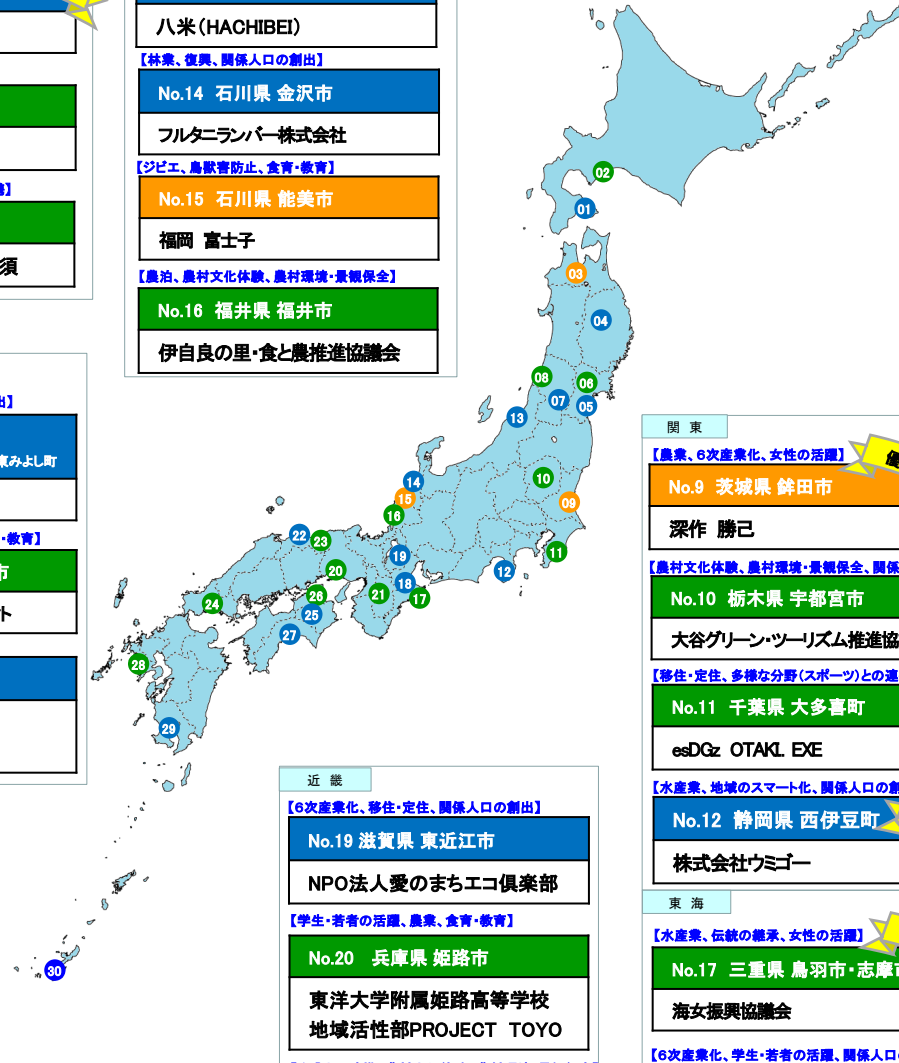 須
東みよし町
・教育】
市
ト
八米（HACHIBEI）
【林業、復興、関係人口の創出】
No.14 石川県 金沢市
フルタニランバー株式会社
【ジビエ、鳥獣害防止、食育・教育】
No.15 石川県 能美市
福岡 富士子
【農泊、農村文化体験、農村環境・景観保全】
No.16 福井県 福井市
伊自良の里・食と農推進協議会
02
01
03
04
08
06
07
05
13
14
10
15
09
16
22
23
11
19
12
20
18
26
21
17
24
25
27
28
29
30
関 東
【農業、6次産業化、女性の活躍】
優
No.9 茨城県 鉾田市
深作 勝己
【農村文化体験、農村環境・景観保全、関係
No.10 栃木県 宇都宮市
大谷グリーン・ツーリズム推進協
【移住・定住、多様な分野（スポーツ）との連
No.11 千葉県 大多喜町
esDGz OTAKI. EXE
【水産業、地域のスマート化、関係人口の創
No.12 静岡県 西伊豆町
株式会社ウミゴー
東 海
【水産業、伝統の継承、女性の活躍】
No.17 三重県 鳥羽市・志摩市
海女振興協議会
【6次産業化、学生・若者の活躍、関係人口の
近 畿
【6次産業化、移住・定住、関係人口の創出】
No.19 滋賀県 東近江市
NPO法人愛のまちエコ倶楽部
【学生・若者の活躍、農業、食育・教育】
No.20 兵庫県 姫路市
東洋大学附属姫路高等学校
地域活性部PROJECT TOYO